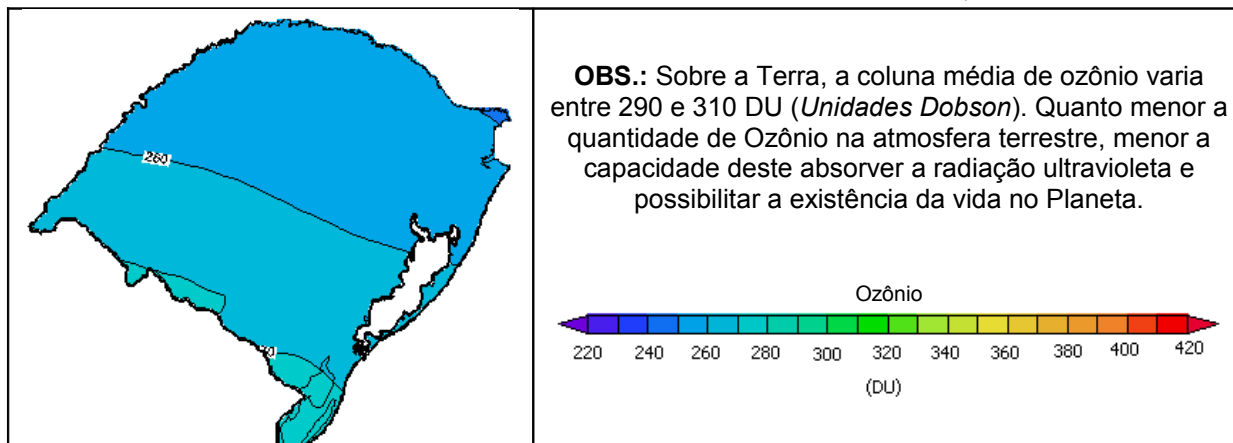 260
OBS.: Sobre a Terra, a coluna média de ozônio varia
entre 290 e 310 DU (Unidades Dobson). Quanto menor a
quantidade de Ozônio na atmosfera terrestre, menor a
capacidade deste absorver a radiação ultravioleta e
possibilitar a existência da vida no Planeta.
Ozônio
220 240 260 280 300 320 340 360 380 400 420
(DU)